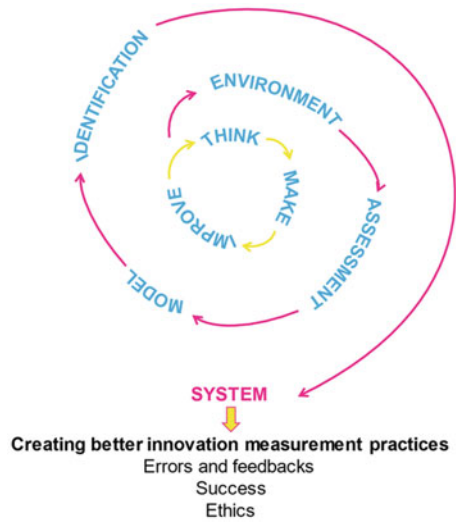 IDENTIFICATION
ENVIRONMENT
THINK
MAKE
IMPROVE
ASSESSMENT
MODEL
SYSTEM
Creating better innovation measurement practices
Errors and feedbacks
Success
Ethics